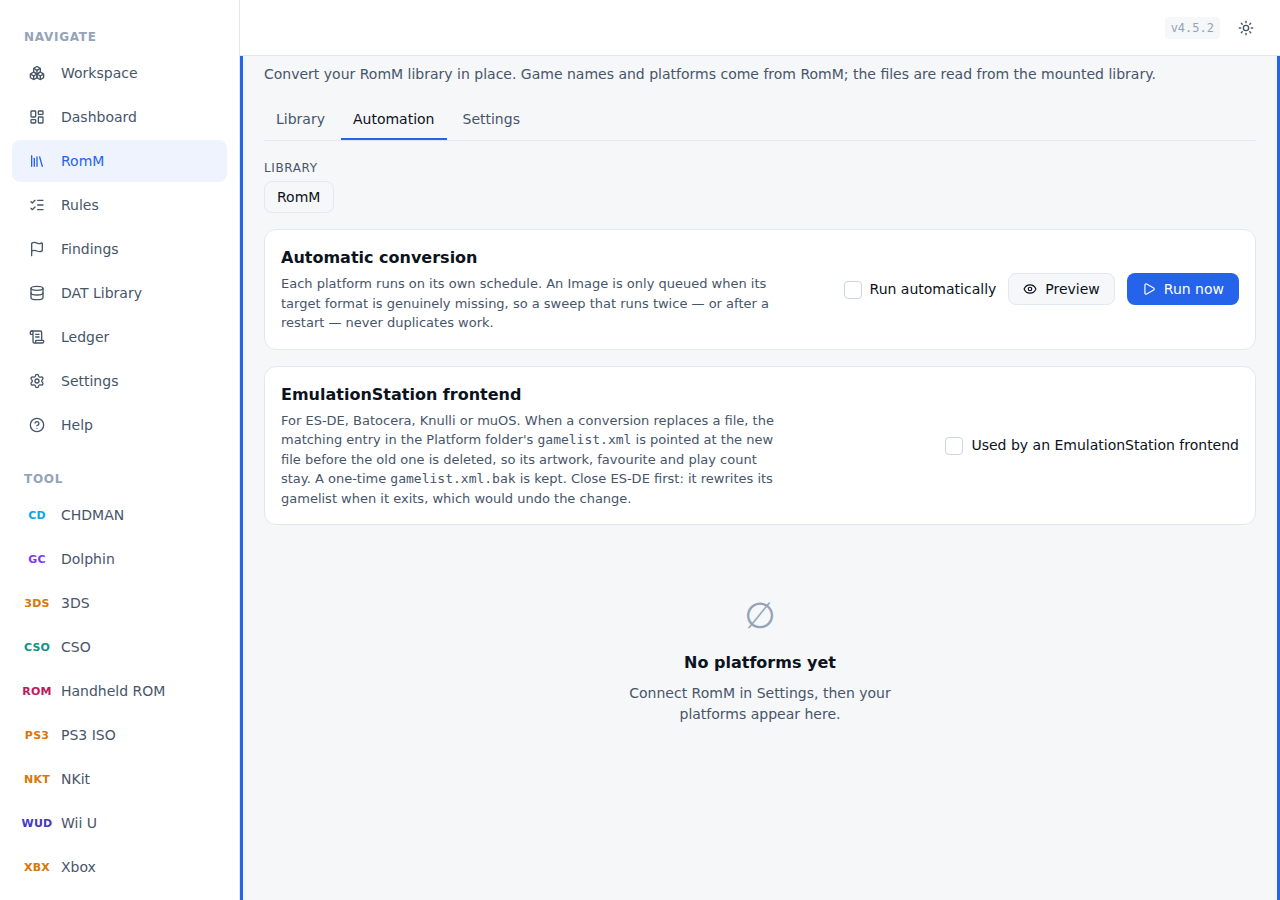 NAVIGATE
Workspace
Dashboard
RomM
Rules
Findings
DAT Library
Ledger
Settings
Help
TOOL
CD CHDMAN
GC Dolphin
3DS 3DS
CSO CSO
ROM Handheld ROM
PS3 PS3 ISO
NKT NKit
WUD Wii U
XBX Xbox
v4.5.2
Convert your RomM library in place. Game names and platforms come from RomM; the files are read from the mounted library.
Library Automation Settings
LIBRARY
RomM
Automatic conversion
Each platform runs on its own schedule. An Image is only queued when its
target format is genuinely missing, so a sweep that runs twice — or after a
restart — never duplicates work.
Run automatically Preview Run now
EmulationStation frontend
For ES-DE, Batocera, Knulli or muOS. When a conversion replaces a file, the
matching entry in the Platform folder's gamelist.xml is pointed at the new
file before the old one is deleted, so its artwork, favourite and play count
stay. A one-time gamelist.xml.bak is kept. Close ES-DE first: it rewrites its
gamelist when it exits, which would undo the change.
Used by an EmulationStation frontend
No platforms yet
Connect RomM in Settings, then your
platforms appear here.